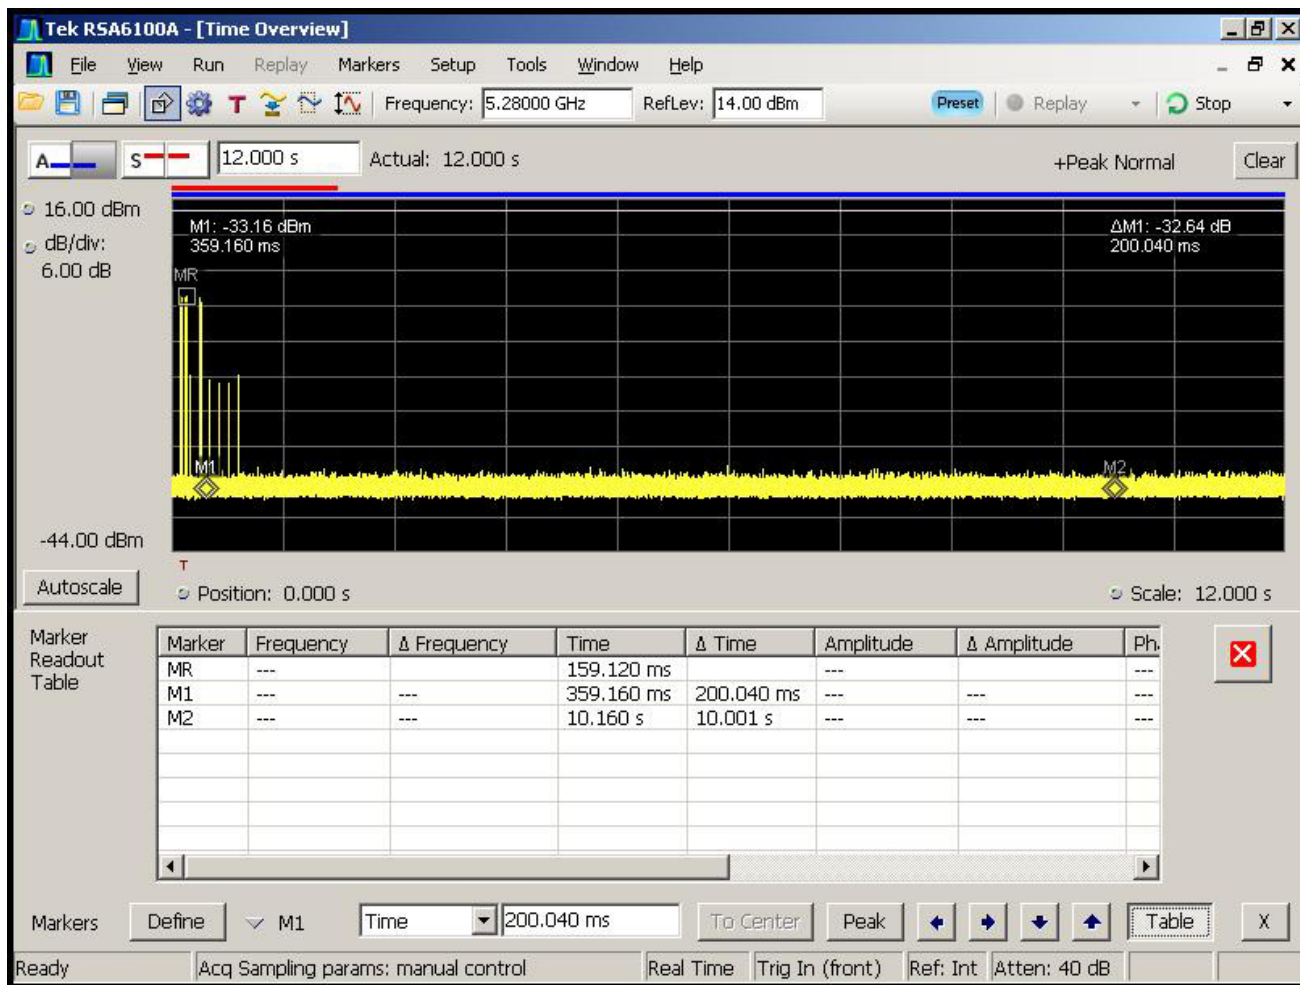 Tek RSA6100A - [Time Overview]
File View Run Replay Markers Setup Tools Window Help
T Frequency: 5.28000 GHz RefLev: 14.00 dBm Preset Replay Stop
A S 12.000 s Actual: 12.000 s +Peak Normal Clear
16.00 dBm
dB/div:
6.00 dB
M1: -33.16 dBm
359.160 ms
ΔM1: -32.64 dB
200.040 ms
MR
M1
M2
-44.00 dBm
T
Autoscale Position: 0.000 s Scale: 12.000 s
Marker
Readout
Table
Marker Frequency Δ Frequency Time Δ Time Amplitude Δ Amplitude Pha
MR --- 159.120 ms --- ---
M1 --- --- 359.160 ms 200.040 ms --- --- ---
M2 --- --- 10.160 s 10.001 s --- --- ---
Markers Define M1 Time 200.040 ms To Center Peak Table X
Ready Acq Sampling params: manual control Real Time Trig In (front) Ref: Int Atten: 40 dB